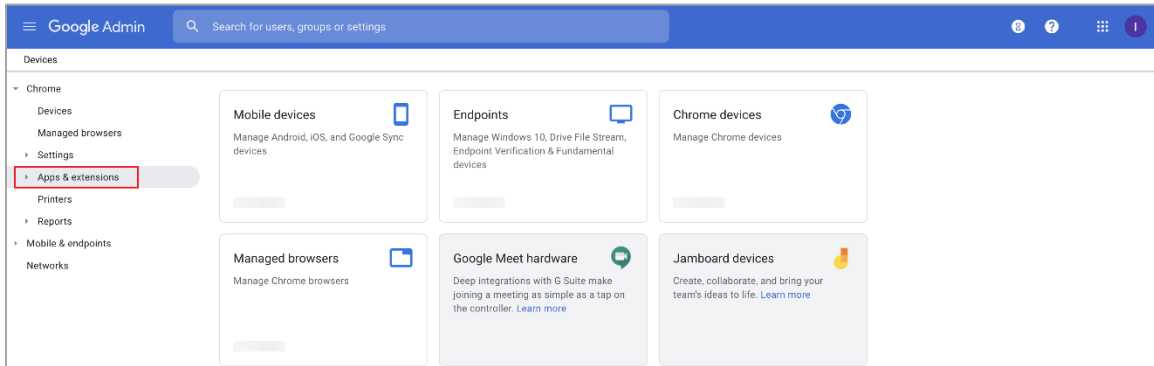 Google Admin
Search for users, groups or settings
8
?
I
Devices
Chrome
Devices
Managed browsers
Settings
Apps & extensions
Printers
Reports
Mobile & endpoints
Networks
Mobile devices
Manage Android, iOS, and Google Sync
devices
Endpoints
Manage Windows 10, Drive File Stream,
Endpoint Verification & Fundamental
devices
Chrome devices
Manage Chrome devices
Managed browsers
Manage Chrome browsers
Google Meet hardware
Deep integrations with G Suite make
joining a meeting as simple as a tap on
the controller. Learn more
Jamboard devices
Create, collaborate, and bring your
team's ideas to life. Learn more